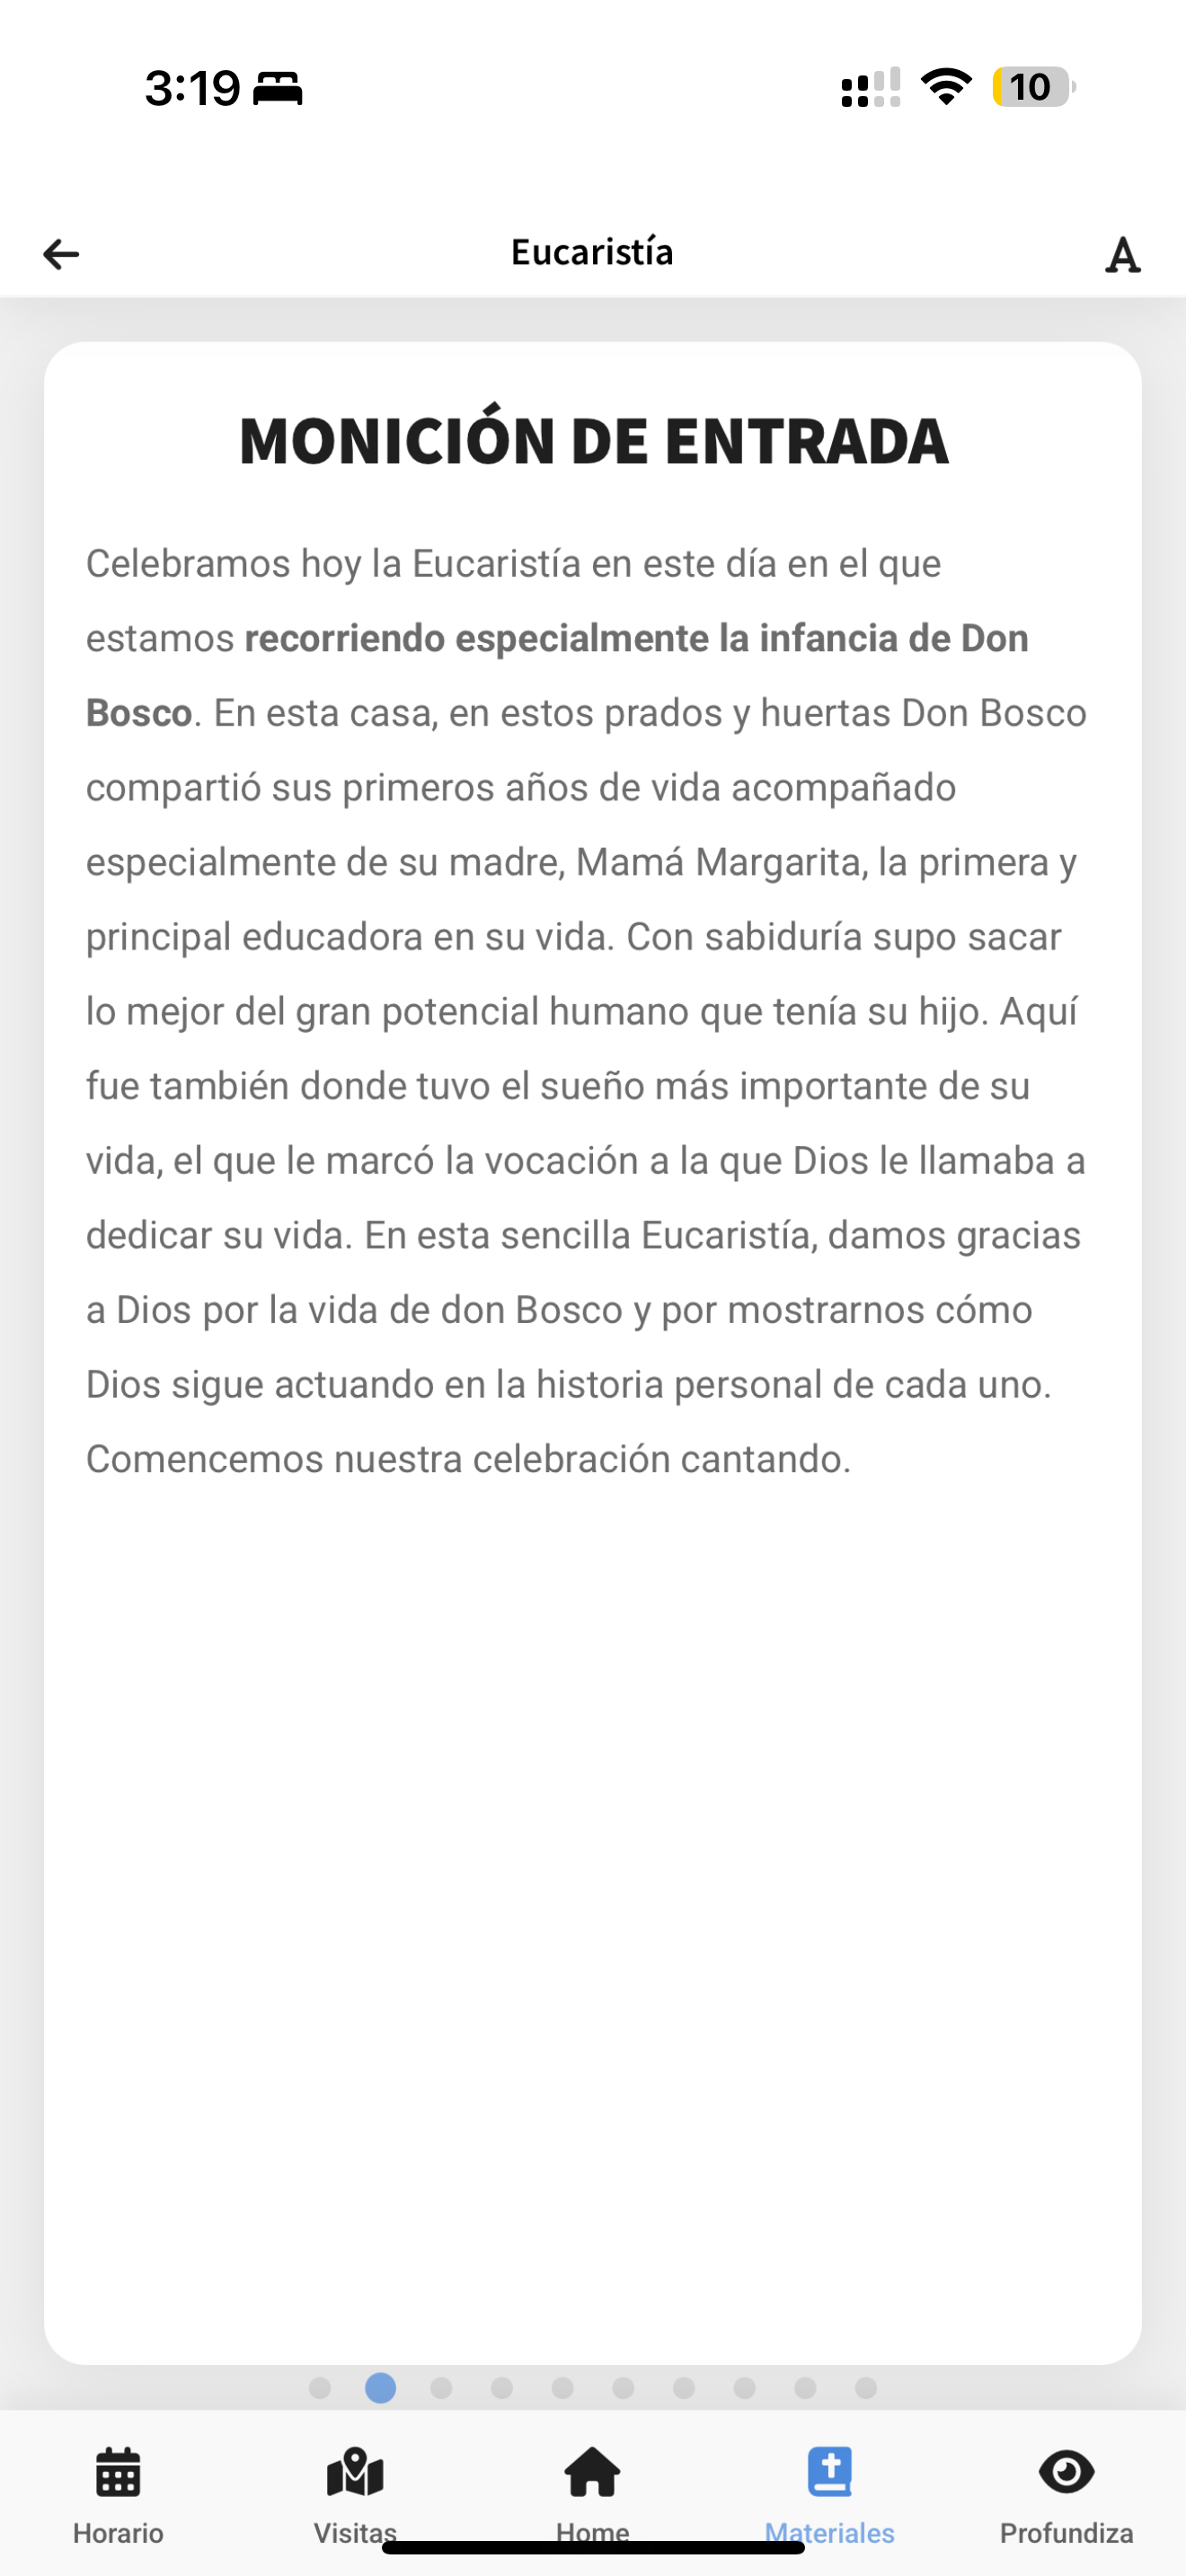 3:19
10
Eucaristía
A
MONICIÓN DE ENTRADA
Celebramos hoy la Eucaristía en este día en el que
estamos recorriendo especialmente la infancia de Don
Bosco. En esta casa, en estos prados y huertas Don Bosco
compartió sus primeros años de vida acompañado
especialmente de su madre, Mamá Margarita, la primera y
principal educadora en su vida. Con sabiduría supo sacar
lo mejor del gran potencial humano que tenía su hijo. Aquí
fue también donde tuvo el sueño más importante de su
vida, el que le marcó la vocación a la que Dios le llamaba a
dedicar su vida. En esta sencilla Eucaristía, damos gracias
a Dios por la vida de don Bosco y por mostrarnos cómo
Dios sigue actuando en la historia personal de cada uno.
Comencemos nuestra celebración cantando.
Horario
Visitas
Home
Materiales
Profundiza